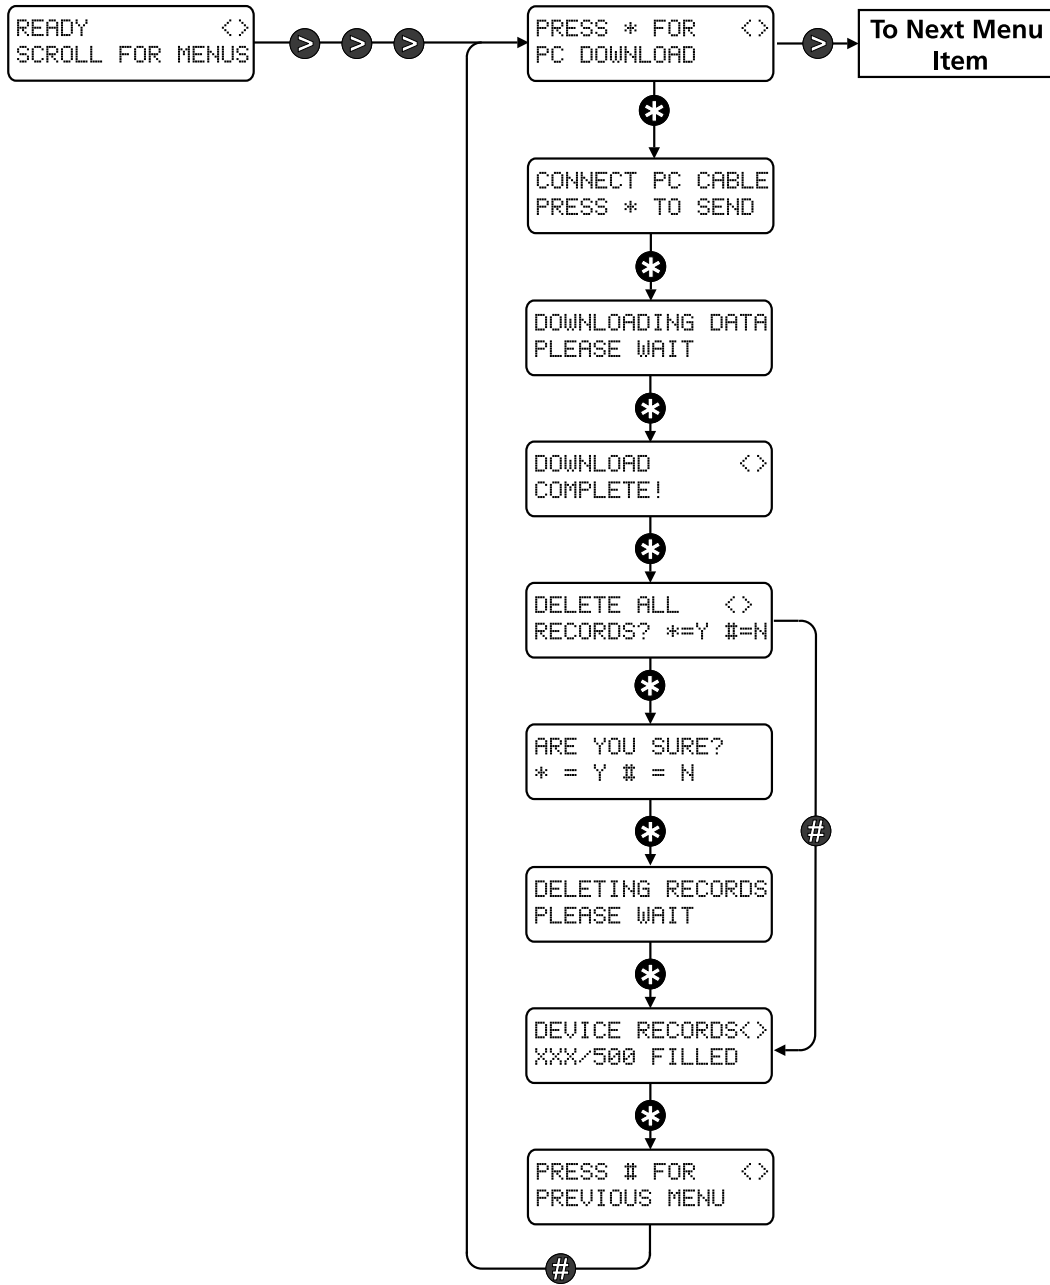 READY <>
SCROLL FOR MENUS
>
>
>
PRESS * FOR <>
PC DOWNLOAD
>
To Next Menu
Item
*
CONNECT PC CABLE
PRESS * TO SEND
*
DOWNLOADING DATA
PLEASE WAIT
*
DOWNLOAD <>
COMPLETE!
*
DELETE ALL <>
RECORDS? *=Y #=N
*
ARE YOU SURE?
* = Y # = N
*
#
DELETING RECORDS
PLEASE WAIT
*
DEVICE RECORDS<>
XXX/500 FILLED
*
PRESS # FOR <>
PREVIOUS MENU
#